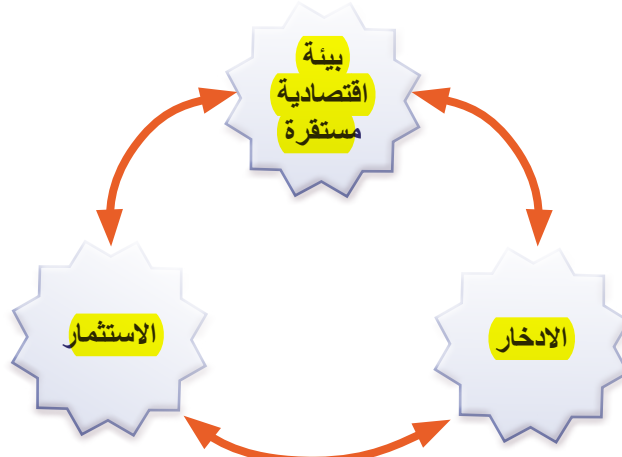 بيئة
اقتصادية
مستقرة
الادخار
الاستثمار